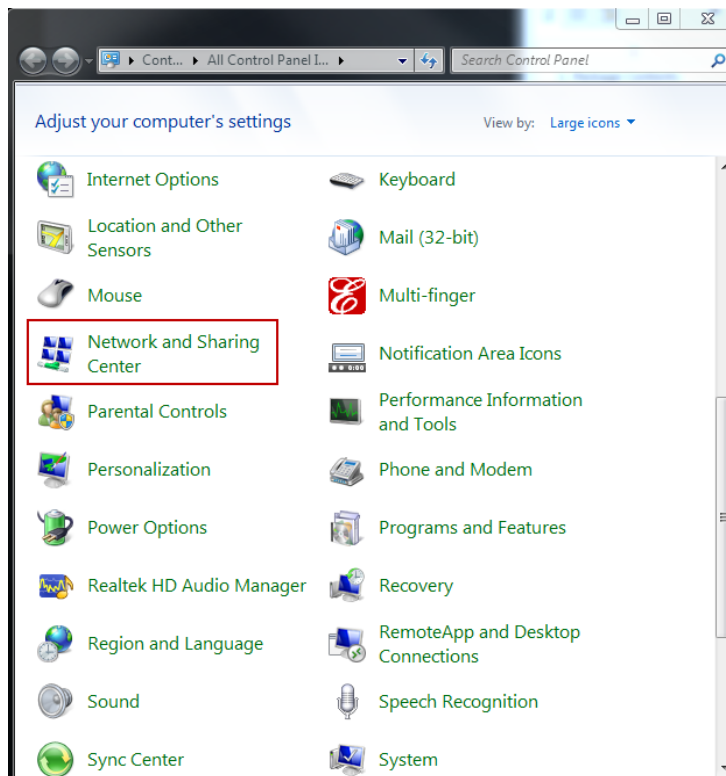 Cont... All Control Panel I... Search Control Panel
Adjust your computer's settings
View by: Large icons
Internet Options
Keyboard
Location and Other
Sensors
Mail (32-bit)
Mouse
Multi-finger
Network and Sharing
Center
Notification Area Icons
Parental Controls
Performance Information
and Tools
Personalization
Phone and Modem
Power Options
Programs and Features
Realtek HD Audio Manager
Recovery
Region and Language
RemoteApp and Desktop
Connections
Sound
Speech Recognition
Sync Center
System